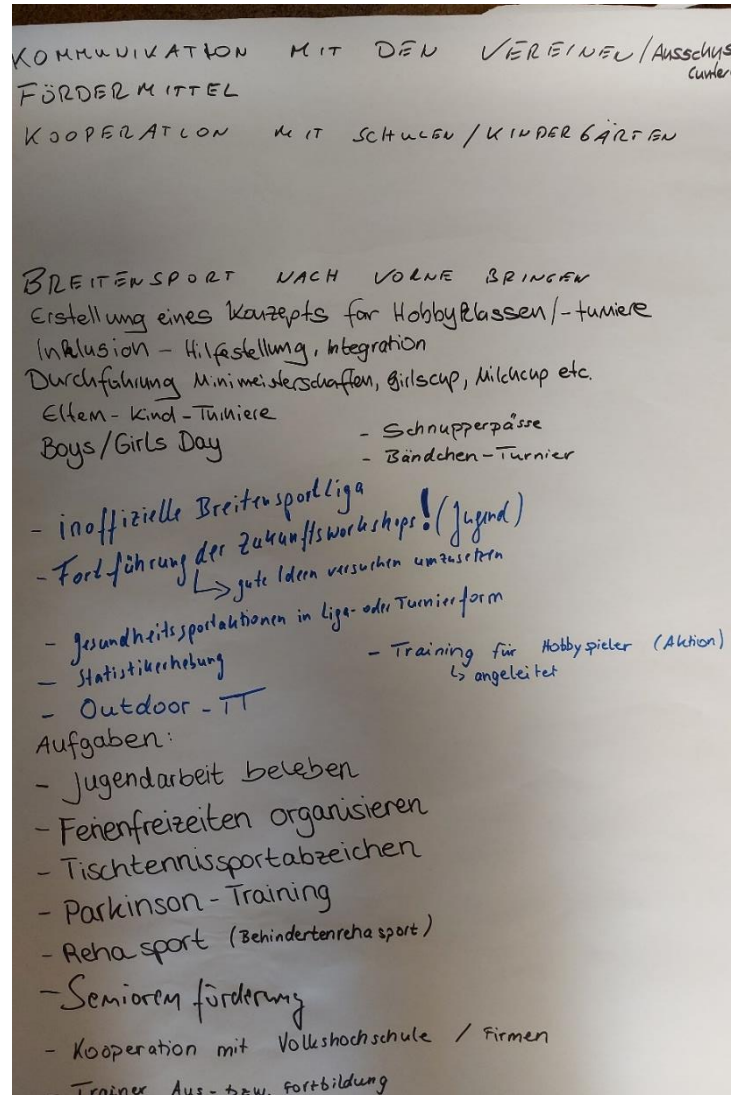 KOMMUNIKATION MIT DEN VEREINEN/Ausschüs
FÖRDERMITTEL
KOOPERATION MIT SCHULEN/KINDERGÄRTEN
BREITENSPORT NACH VORNE BRINGEN
Erstellung eines Konzepts for Hobbyklassen/-turniere
Inklusion – Hilfestellung, Integration
Durchführung Minimeisterschaften, Girlscup, Milchcup etc.
Eltern-Kind-Turniere
Boys/Girls Day
- Schnupperpässe
- Bändchen-Turnier
- inoffizielle Breitensportliga
- Fortführung der Zukunftsworkshops! (Jugend)
↳ gute Ideen versuchen umzusetzen
- Gesundheitssportaktionen in Liga- oder Turnierform
- Statistikerhebung
- Training für Hobbyspieler (Aktion)
↳ angeleitet
- Outdoor-TT
Aufgaben:
- Jugendarbeit beleben
- Ferienfreizeiten organisieren
- Tischtennissportabzeichen
- Parkinson-Training
- Rehasport (Behindertenrehasport)
- Senioren förderung
- Kooperation mit Volkshochschule / Firmen
- Trainer Aus- bzw. Fortbildung